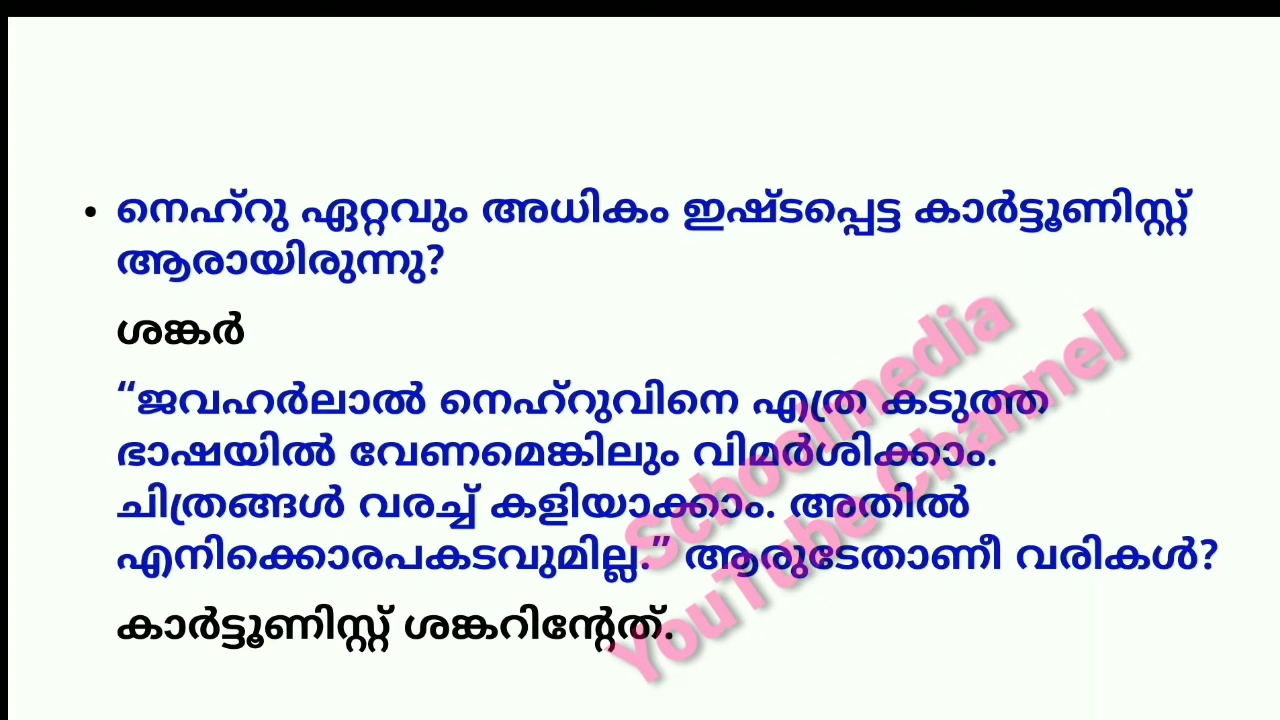 • നെഹ്റു ഏറ്റവും അധികം ഇഷ്ടപ്പെട്ട കാർട്ടൂണിസ്റ്റ്
ആരായിരുന്നു?
ശങ്കർ
“ജവഹർലാൽ നെഹ്റുവിനെ എത്ര കടുത്ത
ഭാഷയിൽ വേണമെങ്കിലും വിമർശിക്കാം.
ചിത്രങ്ങൾ വരച്ച് കളിയാക്കാം. അതിൽ
എനിക്കൊരപകടവുമില്ല.” ആരുടേതാണീ വരികൾ?
കാർട്ടൂണിസ്റ്റ് ശങ്കറിന്റേത്.
Schoolmedia
YouTube Channel